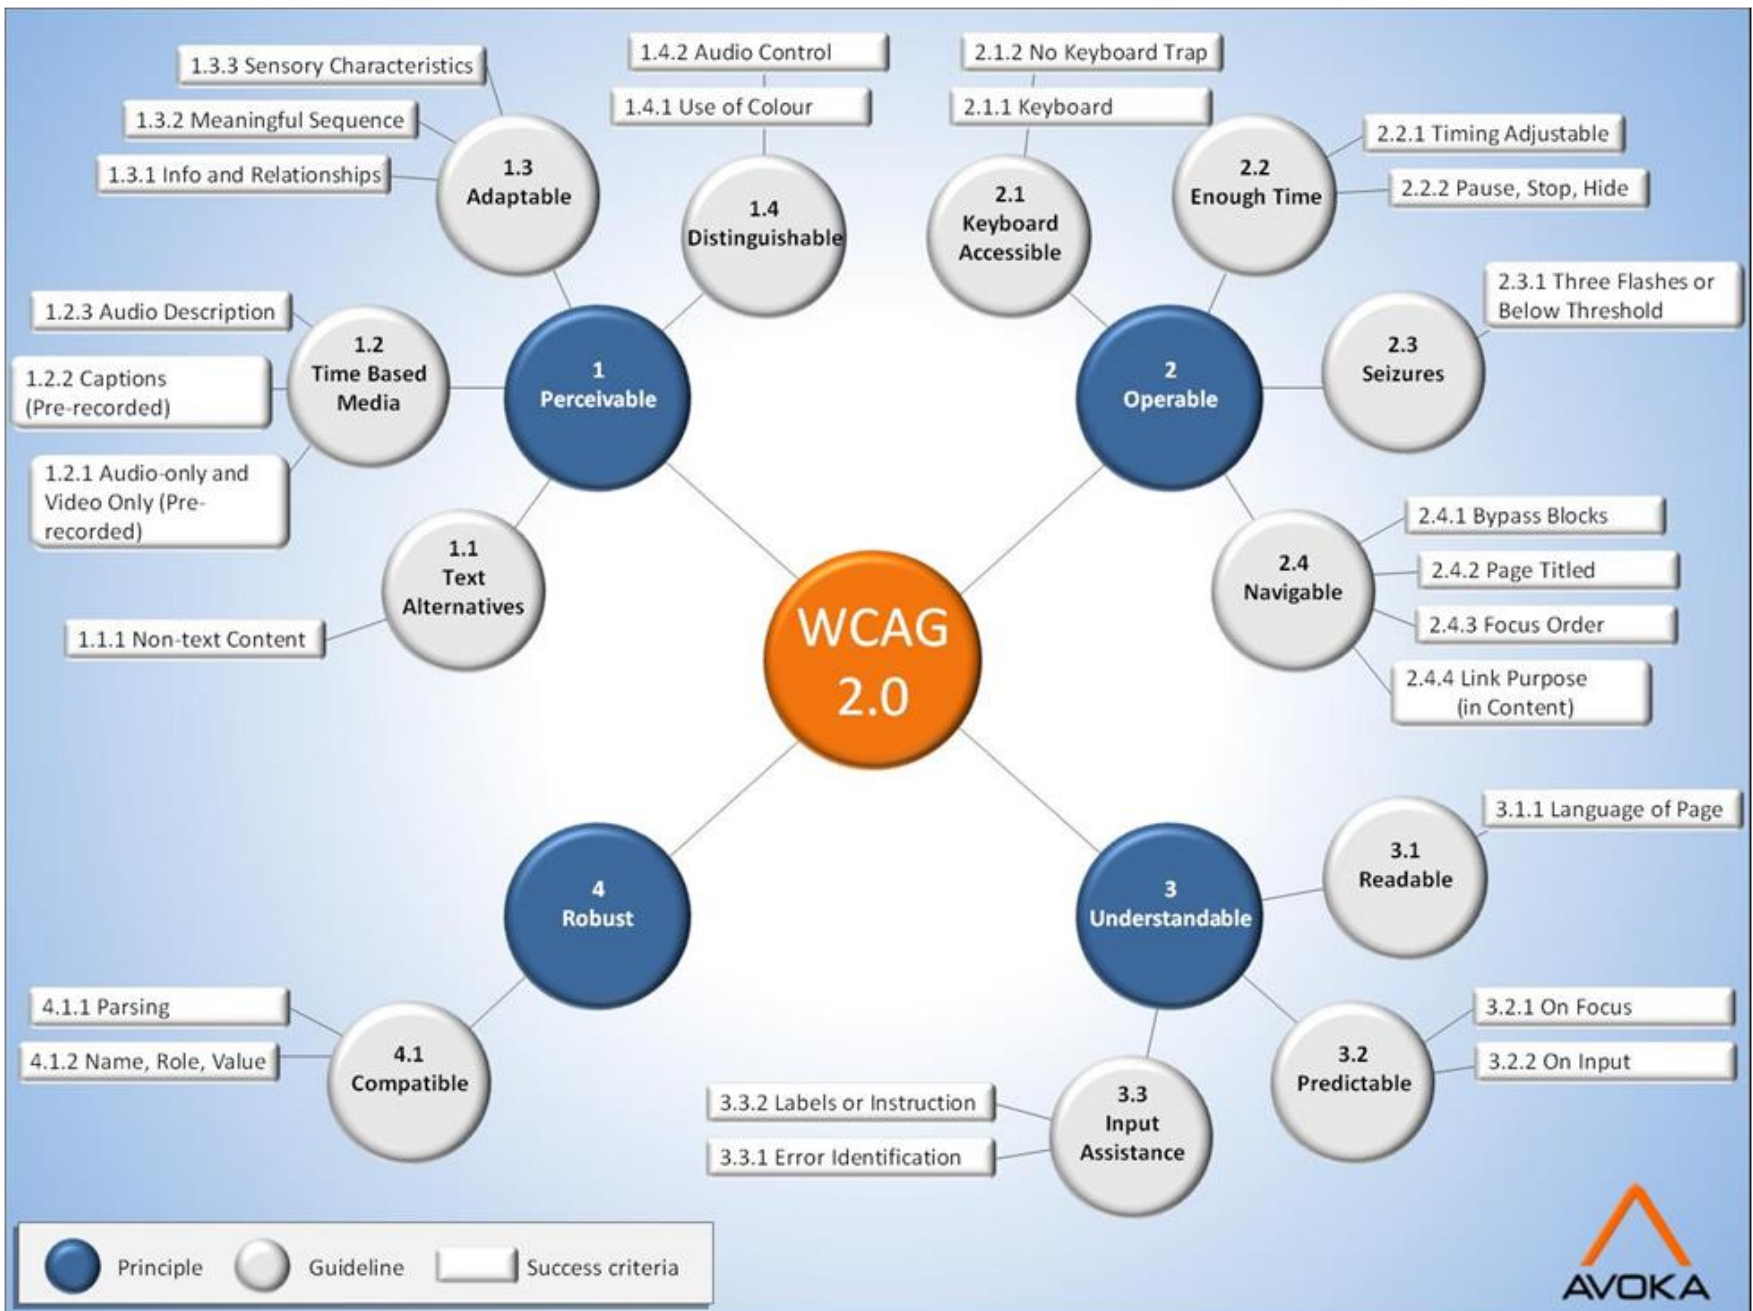 1.3.3 Sensory Characteristics
1.3.2 Meaningful Sequence
1.3.1 Info and Relationships
1.3
Adaptable
1.4.2 Audio Control
1.4.1 Use of Colour
1.4
Distinguishable
2.1.2 No Keyboard Trap
2.1.1 Keyboard
2.1
Keyboard
Accessible
2.2
Enough Time
2.2.1 Timing Adjustable
2.2.2 Pause, Stop, Hide
1.2.3 Audio Description
1.2.2 Captions
(Pre-recorded)
1.2.1 Audio-only and
Video Only (Pre-
recorded)
1.2
Time Based
Media
1
Perceivable
2
Operable
2.3
Seizures
2.3.1 Three Flashes or
Below Threshold
1.1
Text
Alternatives
1.1.1 Non-text Content
WCAG
2.0
2.4
Navigable
2.4.1 Bypass Blocks
2.4.2 Page Titled
2.4.3 Focus Order
2.4.4 Link Purpose
(in Content)
4
Robust
3
Understandable
3.1
Readable
3.1.1 Language of Page
4.1.1 Parsing
4.1.2 Name, Role, Value
4.1
Compatible
3.2
Predictable
3.2.1 On Focus
3.2.2 On Input
3.3.2 Labels or Instruction
3.3.1 Error Identification
3.3
Input
Assistance
Principle
Guideline
Success criteria
AVOKA